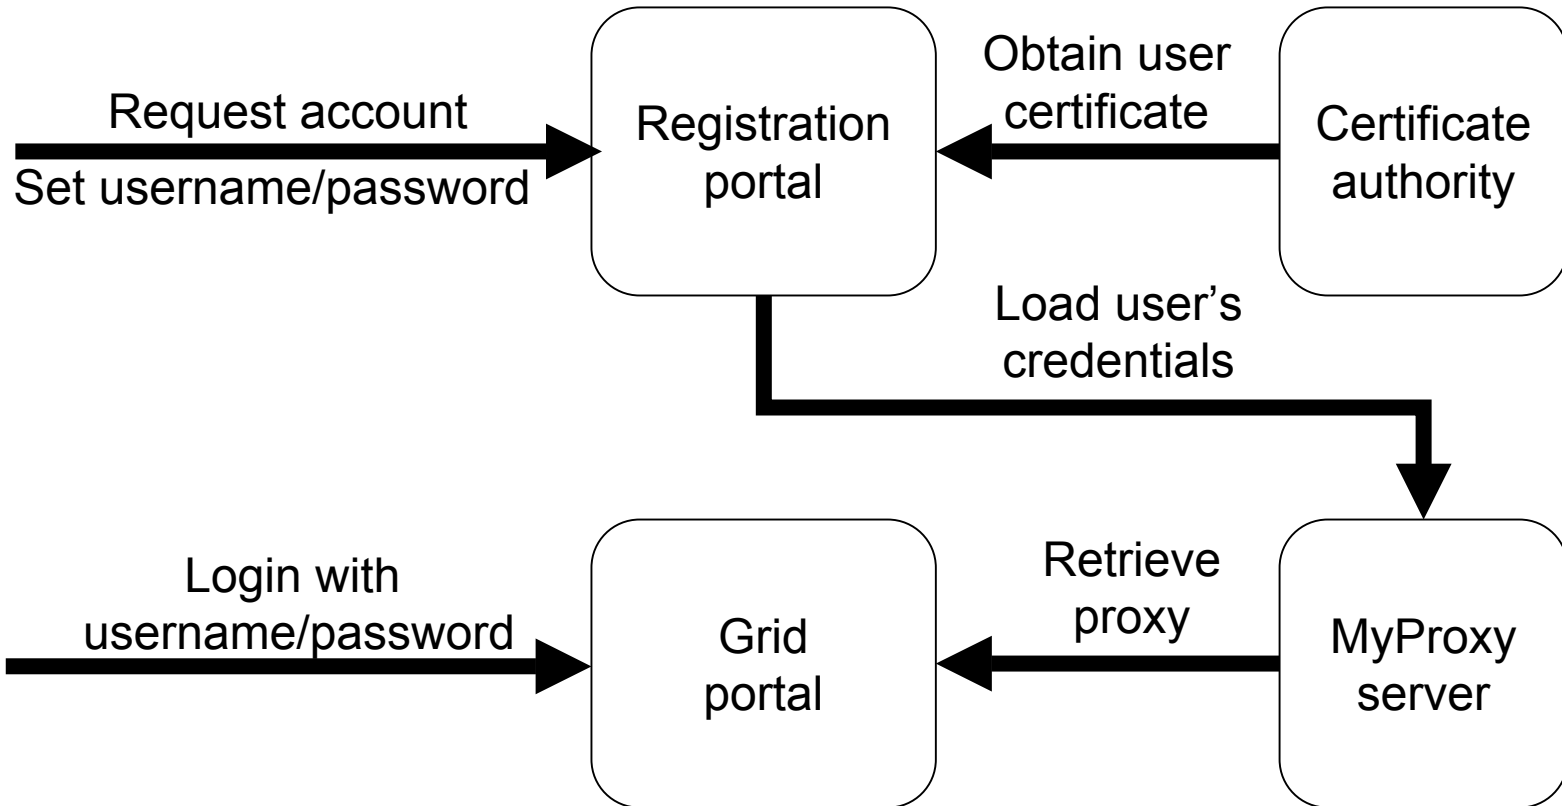 Request account
Set username/password
Registration
portal
Obtain user
certificate
Certificate
authority
Load user’s
credentials
Login with
username/password
Grid
portal
Retrieve
proxy
MyProxy
server